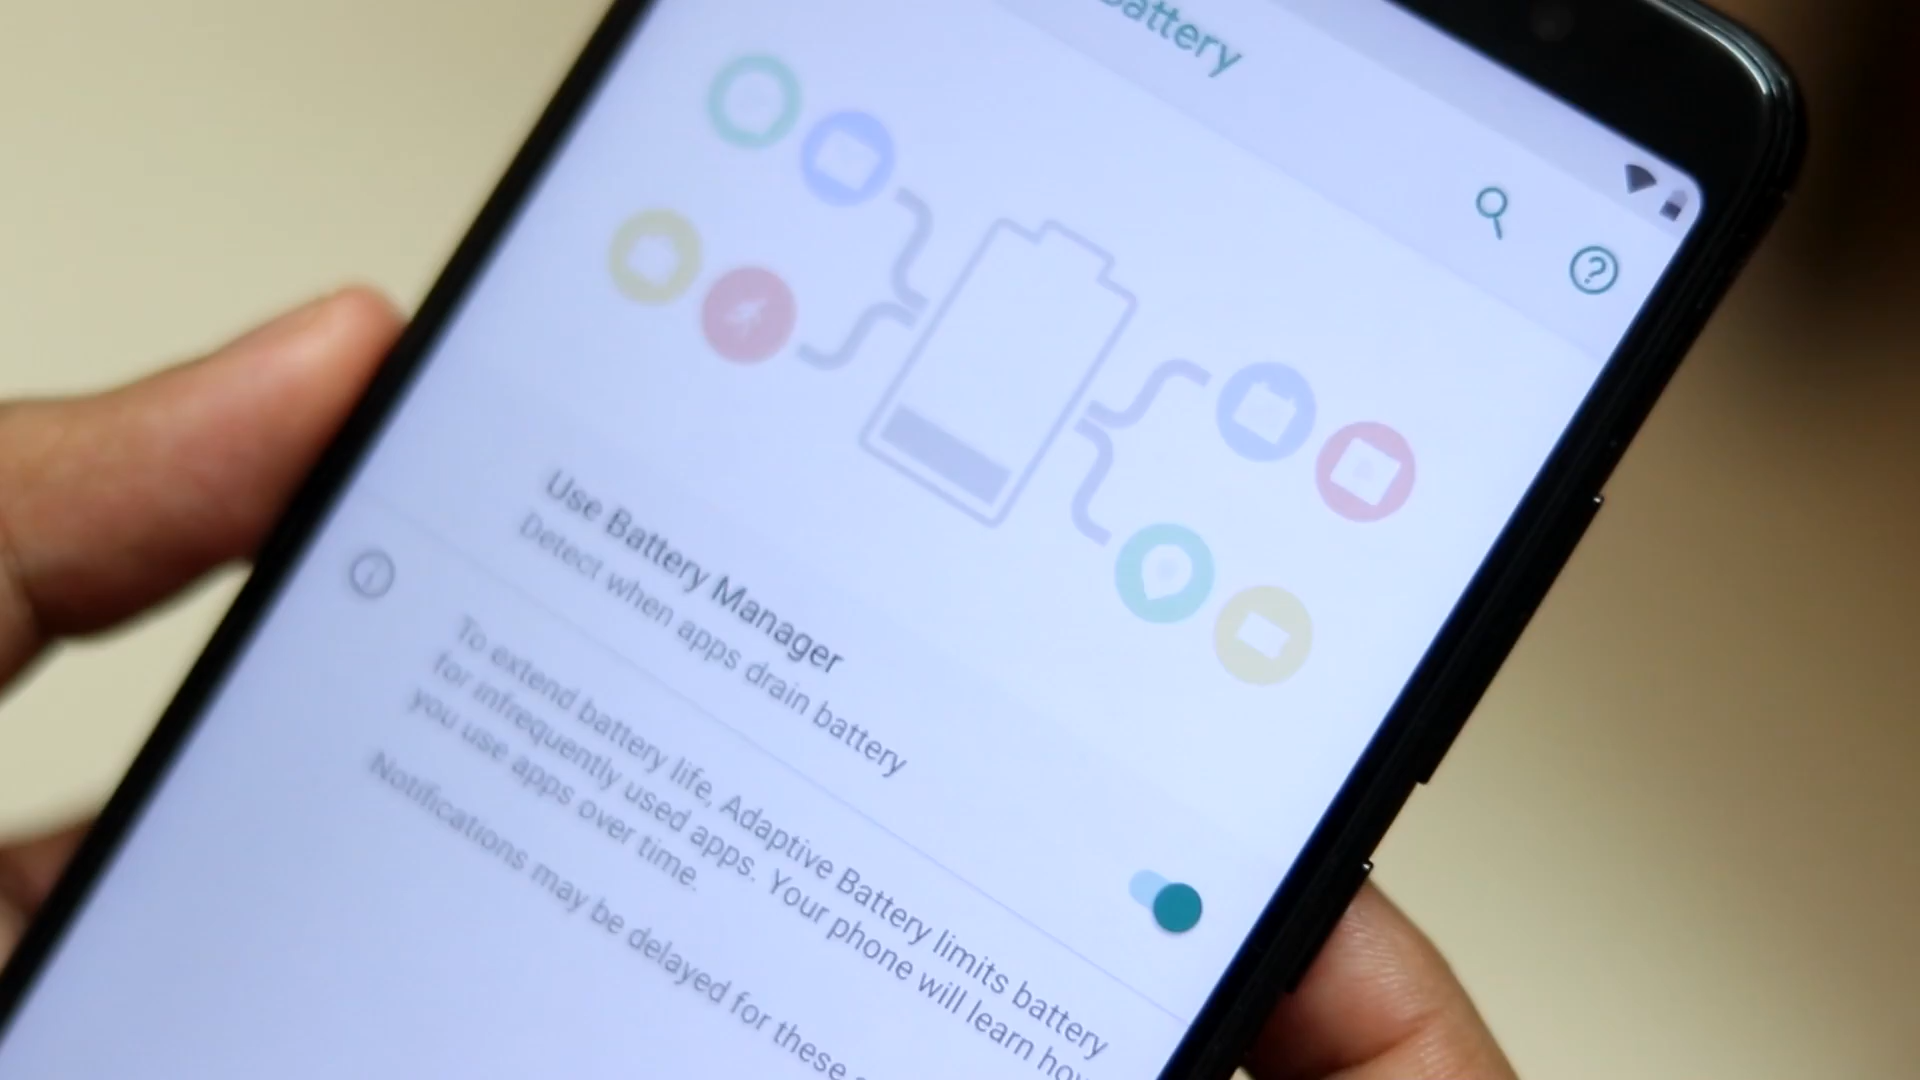 Battery
Use Battery Manager
Detect when apps drain battery
To extend battery life, Adaptive Battery limits battery
for infrequently used apps. Your phone will learn how
you use apps over time.
Notifications may be delayed for these